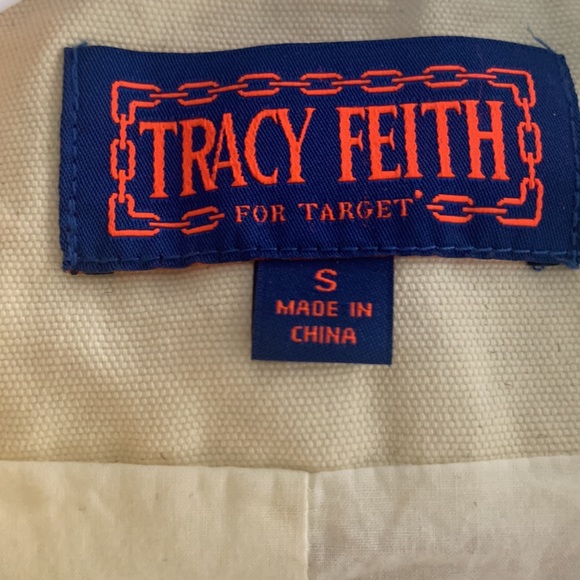 TRACY FEITH
FOR TARGET*
S
MADE IN
CHINA